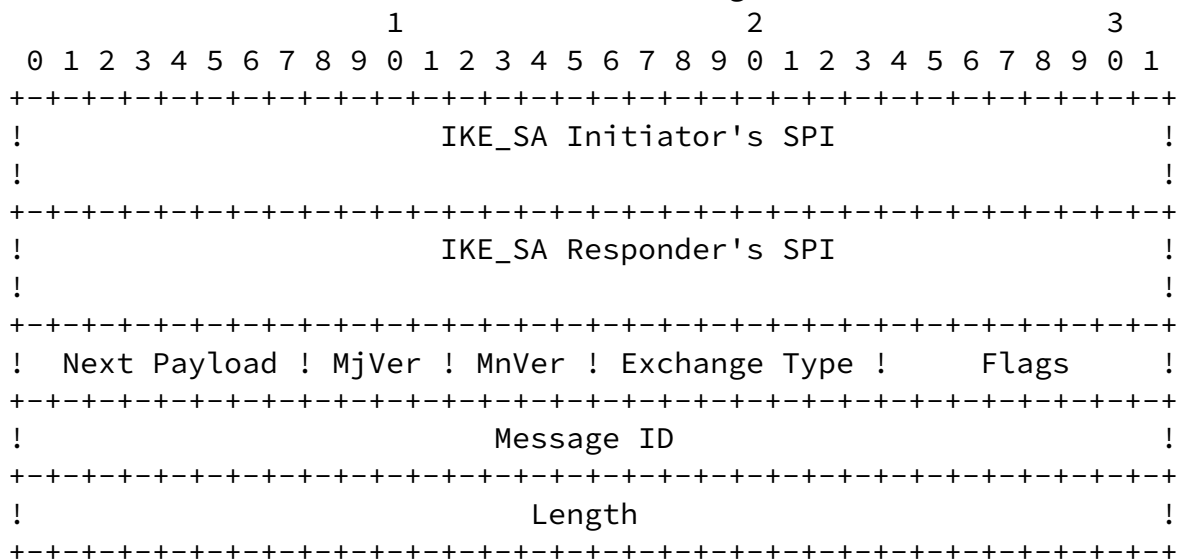 1                   2                   3
 0 1 2 3 4 5 6 7 8 9 0 1 2 3 4 5 6 7 8 9 0 1 2 3 4 5 6 7 8 9 0 1
+-+-+-+-+-+-+-+-+-+-+-+-+-+-+-+-+-+-+-+-+-+-+-+-+-+-+-+-+-+-+-+-+
!                       IKE_SA Initiator's SPI                  !
!                                                               !
+-+-+-+-+-+-+-+-+-+-+-+-+-+-+-+-+-+-+-+-+-+-+-+-+-+-+-+-+-+-+-+-+
!                       IKE_SA Responder's SPI                  !
!                                                               !
+-+-+-+-+-+-+-+-+-+-+-+-+-+-+-+-+-+-+-+-+-+-+-+-+-+-+-+-+-+-+-+-+
!  Next Payload ! MjVer ! MnVer ! Exchange Type !     Flags     !
+-+-+-+-+-+-+-+-+-+-+-+-+-+-+-+-+-+-+-+-+-+-+-+-+-+-+-+-+-+-+-+-+
!                          Message ID                           !
+-+-+-+-+-+-+-+-+-+-+-+-+-+-+-+-+-+-+-+-+-+-+-+-+-+-+-+-+-+-+-+-+
!                            Length                             !
+-+-+-+-+-+-+-+-+-+-+-+-+-+-+-+-+-+-+-+-+-+-+-+-+-+-+-+-+-+-+-+-+